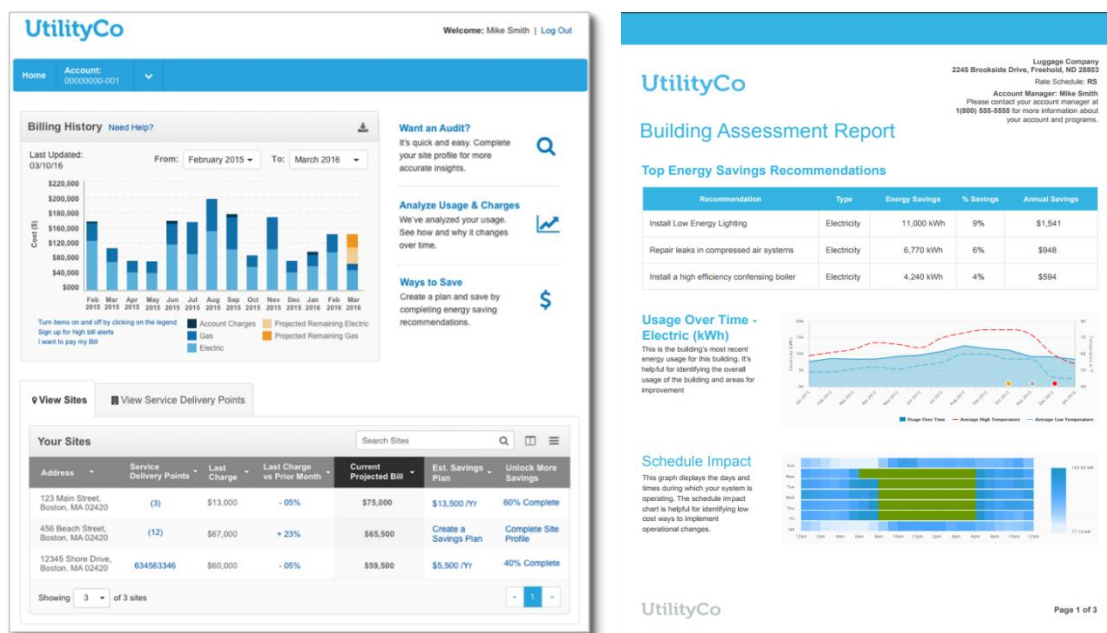 UtilityCo
Welcome: Mike Smith | Log Out
Home
Account:
00000000-001
Billing History Need Help?
Last Updated:
03/10/16
From: February 2015
To: March 2016
Cost ($)
$220,000
$200,000
$160,000
$140,000
$120,000
$80,000
$40,000
$000
Feb 2015
Mar 2015
Apr 2015
May 2015
Jun 2015
Jul 2015
Aug 2015
Sep 2015
Oct 2015
Nov 2015
Dec 2015
Jan 2016
Feb 2016
Mar 2016
Turn items on and off by clicking on the legend
Sign up for high bill alerts
I want to pay my Bill
Account Charges
Gas
Electric
Projected Remaining Electric
Projected Remaining Gas
Want an Audit?
It's quick and easy. Complete
your site profile for more
accurate insights.
Analyze Usage & Charges
We've analyzed your usage.
See how and why it changes
over time.
Ways to Save
Create a plan and save by
completing energy saving
recommendations.
$
View Sites
View Service Delivery Points
Your Sites
Search Sites
Address
Service
Delivery Points
Last
Charge
Last Charge
vs Prior Month
Current
Projected Bill
Est. Savings
Plan
Unlock More
Savings
123 Main Street,
Boston, MA 02420
(3)
$13,000
- 05%
$75,000
$13,500 /Yr
60% Complete
456 Beach Street,
Boston, MA 02420
(12)
$67,000
+ 23%
$65,500
Create a
Savings Plan
Complete Site
Profile
12345 Shore Drive,
Boston, MA 02420
634563346
$60,000
- 05%
$59,500
$5,500 /Yr
40% Complete
Showing 3 of 3 sites
1
UtilityCo
Luggage Company
2245 Brookside Drive, Freehold, ND 28803
Rate Schedule: RS
Account Manager: Mike Smith
Please contact your account manager at
1(800) 555-5555 for more information about
your account and programs.
Building Assessment Report
Top Energy Savings Recommendations
Recommendation Type Energy Savings % Savings Annual Savings
Install Low Energy Lighting Electricity 11,000 kWh 9% $1,541
Repair leaks in compressed air systems Electricity 6,770 kWh 6% $948
Install a high efficiency confensing boiler Electricity 4,240 kWh 4% $594
Usage Over Time -
Electric (kWh)
This is the building's most recent
energy usage for this building. It's
helpful for identifying the overall
usage of the building and areas for
improvement
Usage Over Time
Average High Temperature
Average Low Temperature
Schedule Impact
This graph displays the days and
times during which your system is
operating. The schedule impact
chart is helpful for identifying low
cost ways to implement
operational changes.
Sun
Mon
Tue
Wed
Thu
Fri
Sat
UtilityCo
Page 1 of 3